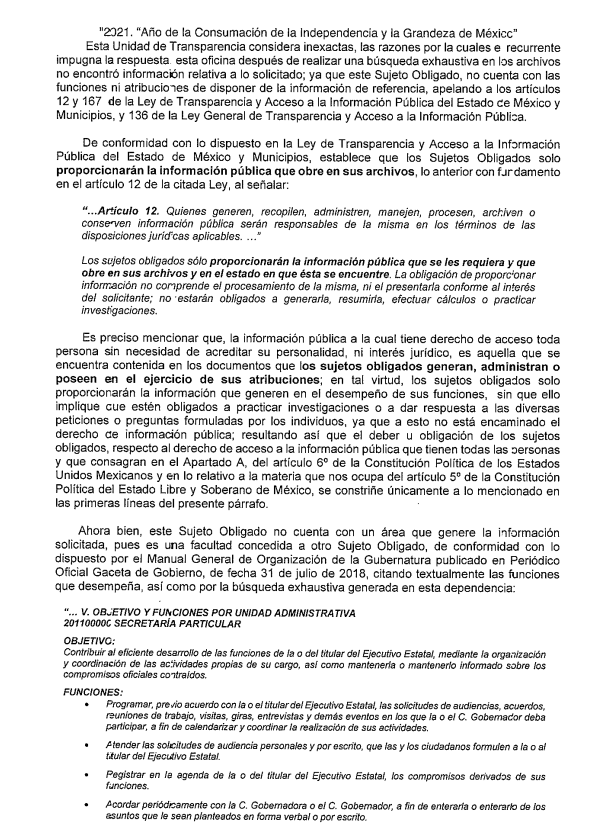 "2021. "Año de la Consumación de la Independencia y la Grandeza de México"
Esta Unidad de Transparencia considera inexactas, las razones por la cuales e recurrente
impugna la respuesta. esta oficina después de realizar una búsqueda exhaustiva en los archivos
no encontró información relativa a lo solicitado; ya que este Sujeto Obligado, no cuenta con las
funciones ni atribuciones de disponer de la información de referencia, apelando a los artículos
12 y 167 de la Ley de Transparencia y Acceso a la Información Pública del Estado de México y
Municipios, y 136 de la Ley General de Transparencia y Acceso a la Información Pública.
De conformidad con lo dispuesto en la Ley de Transparencia y Acceso a la Información
Pública del Estado de México y Municipios, establece que los Sujetos Obligados solo
proporcionarán la información pública que obre en sus archivos, lo anterior con fundamento
en el artículo 12 de la citada Ley, al señalar:
"...Artículo 12. Quienes generen, recopilen, administren, manejen, procesen, archiven o
conserven información pública serán responsables de la misma en los términos de las
disposiciones jurídicas aplicables. ..."
Los sujetos obligados sólo proporcionarán la información pública que se les requiera y que
obre en sus archivos y en el estado en que ésta se encuentre. La obligación de proporcionar
información no comprende el procesamiento de la misma, ni el presentarla conforme al interés
del solicitante; no estarán obligados a generarla, resumirla, efectuar cálculos o practicar
investigaciones.
Es preciso mencionar que, la información pública a la cual tiene derecho de acceso toda
persona sin necesidad de acreditar su personalidad, ni interés jurídico, es aquella que se
encuentra contenida en los documentos que los sujetos obligados generan, administran o
poseen en el ejercicio de sus atribuciones; en tal virtud, los sujetos obligados solo
proporcionarán la información que generen en el desempeño de sus funciones, sin que ello
implique que estén obligados a practicar investigaciones o a dar respuesta a las diversas
peticiones o preguntas formuladas por los individuos, ya que a esto no está encaminado el
derecho de información pública; resultando así que el deber u obligación de los sujetos
obligados, respecto al derecho de acceso a la información pública que tienen todas las personas
y que consagran en el Apartado A, del artículo 6º de la Constitución Política de los Estados
Unidos Mexicanos y en lo relativo a la materia que nos ocupa del artículo 5º de la Constitución
Política del Estado Libre y Soberano de México, se constriñe únicamente a lo mencionado en
las primeras líneas del presente párrafo.
Ahora bien, este Sujeto Obligado no cuenta con un área que genere la información
solicitada, pues es una facultad concedida a otro Sujeto Obligado, de conformidad con lo
dispuesto por el Manual General de Organización de la Gubernatura publicado en Periódico
Oficial Gaceta de Gobierno, de fecha 31 de julio de 2018, citando textualmente las funciones
que desempeña, así como por la búsqueda exhaustiva generada en esta dependencia:
"... V. OBJETIVO Y FUNCIONES POR UNIDAD ADMINISTRATIVA
201100000 SECRETARÍA PARTICULAR
OBJETIVO:
Contribuir al eficiente desarrollo de las funciones de la o del titular del Ejecutivo Estatal, mediante la organización
y coordinación de las actividades propias de su cargo, así como mantenerla o mantenerlo informado sobre los
compromisos oficiales contraídos.
FUNCIONES:
• Programar, previo acuerdo con la o el titular del Ejecutivo Estatal, las solicitudes de audiencias, acuerdos,
reuniones de trabajo, visitas, giras, entrevistas y demás eventos en los que la o el C. Gobernador deba
participar, a fin de calendarizar y coordinar la realización de sus actividades.
• Atender las solicitudes de audiencia personales y por escrito, que las y los ciudadanos formulen a la o al
titular del Ejecutivo Estatal.
• Registrar en la agenda de la o del titular del Ejecutivo Estatal, los compromisos derivados de sus
funciones.
• Acordar periódicamente con la C. Gobernadora o el C. Gobernador, a fin de enterarla o enterarlo de los
asuntos que le sean planteados en forma verbal o por escrito.